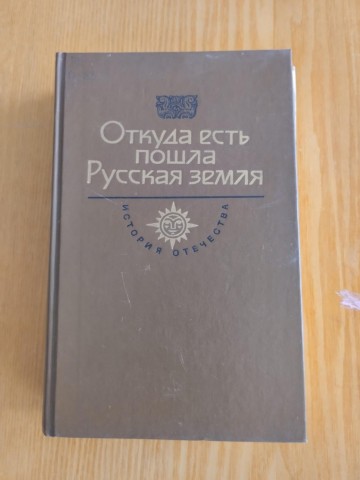 Откуда есть
пошла
Русская земля
ИСТОРИЯ ОТЕЧЕСТВА